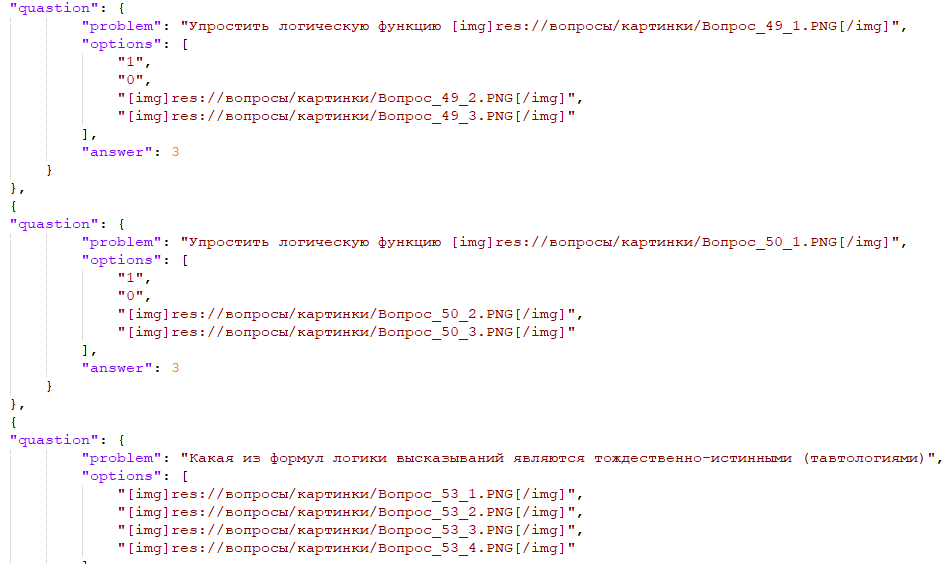 "quastion": {
"problem": "Упростить логическую функцию [img]res://вопросы/картинки/Вопрос_49_1.PNG[/img]",
"options": [
"1",
"0",
"[img]res://вопросы/картинки/Вопрос_49_2.PNG[/img]",
"[img]res://вопросы/картинки/Вопрос_49_3.PNG[/img]"
],
"answer": 3
}
},
{
"quastion": {
"problem": "Упростить логическую функцию [img]res://вопросы/картинки/Вопрос_50_1.PNG[/img]",
"options": [
"1",
"0",
"[img]res://вопросы/картинки/Вопрос_50_2.PNG[/img]",
"[img]res://вопросы/картинки/Вопрос_50_3.PNG[/img]"
],
"answer": 3
}
},
{
"quastion": {
"problem": "Какая из формул логики высказываний являются тождественно-истинными (тавтологиями)",
"options": [
"[img]res://вопросы/картинки/Вопрос_53_1.PNG[/img]",
"[img]res://вопросы/картинки/Вопрос_53_2.PNG[/img]",
"[img]res://вопросы/картинки/Вопрос_53_3.PNG[/img]",
"[img]res://вопросы/картинки/Вопрос_53_4.PNG[/img]"